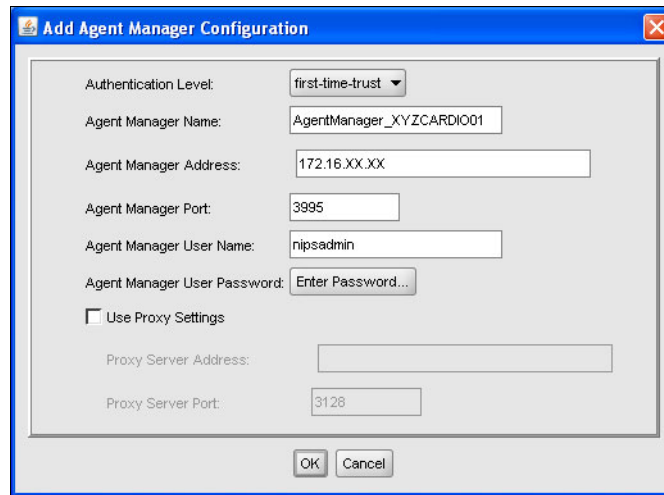 Add Agent Manager Configuration
Authentication Level: first-time-trust
Agent Manager Name: AgentManager_XYZCARDIO01
Agent Manager Address: 172.16.XX.XX
Agent Manager Port: 3995
Agent Manager User Name: nipsadmin
Agent Manager User Password: Enter Password...
Use Proxy Settings
Proxy Server Address:
Proxy Server Port: 3128
OK Cancel